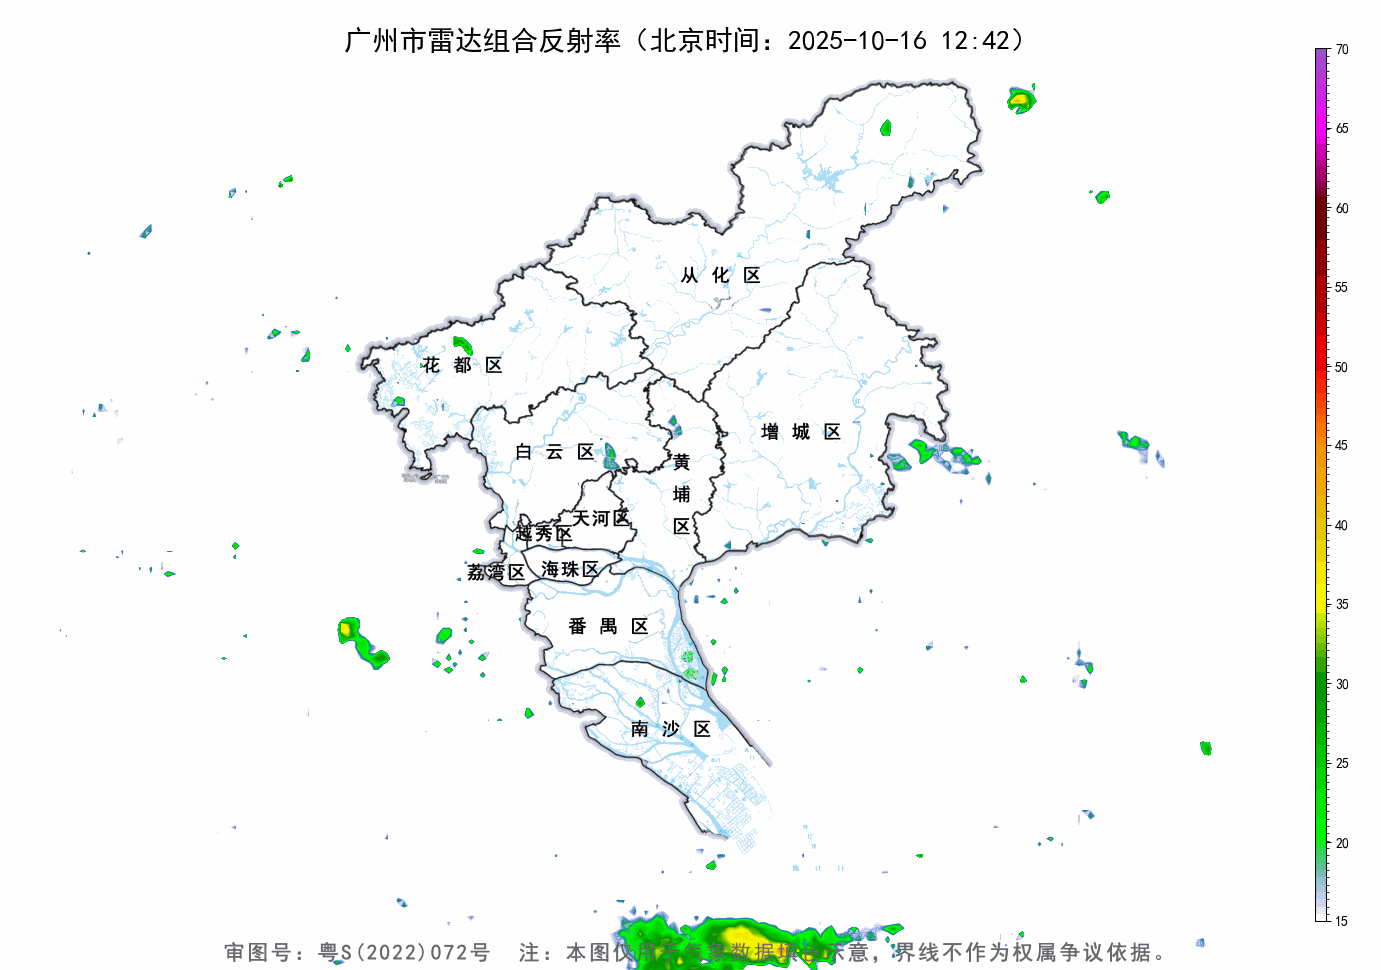 广州市雷达组合反射率（北京时间：2025-10-16 12:42）
70
65
60
55
50
45
40
35
30
25
20
15
从化区
花都区
增城区
白云区
黄埔区
天河区
越秀区
海珠区
荔湾区
番禺区
南沙区
审图号：粤S(2022)072号 注：本图仅用于气象数据填色示意，界线不作为权属争议依据。